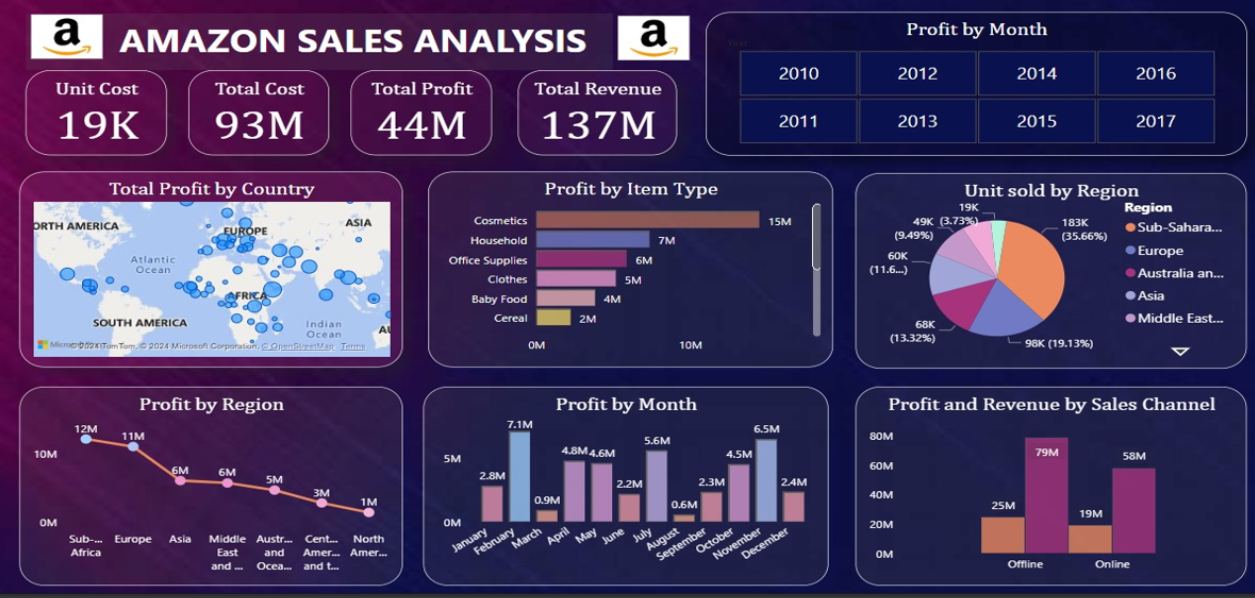 a
AMAZON SALES ANALYSIS
a
Unit Cost
19K
Total Cost
93M
Total Profit
44M
Total Revenue
137M
Profit by Month
2010
2012
2014
2016
2011
2013
2015
2017
Total Profit by Country
ORTH AMERICA
EUROPE
ASIA
Atlantic
Ocean
AFRICA
SOUTH AMERICA
Indian
Ocean
AU
© 2024 TomTom, © 2024 Microsoft Corporation, © OpenStreetMap Terms
Profit by Item Type
Cosmetics
15M
Household
7M
Office Supplies
6M
Clothes
5M
Baby Food
4M
Cereal
2M
0M
10M
Unit sold by Region
19K
49K (3.73%)
(9.49%)
60K
(11.6...)
68K
(13.32%)
98K (19.13%)
183K
(35.66%)
Region
Sub-Sahara...
Europe
Australia an...
Asia
Middle East...
Profit by Region
10M
0M
12M
11M
6M
6M
5M
3M
1M
Sub-...
Africa
Europe
Asia
Middle
East
and ...
Austr...
and
Ocea...
Cent...
Amer...
and t...
North
Amer...
Profit by Month
5M
0M
2.8M
7.1M
0.9M
4.8M
4.6M
2.2M
5.6M
0.6M
2.3M
4.5M
6.5M
2.4M
January
February
March
April
May
June
July
August
September
October
November
December
Profit and Revenue by Sales Channel
80M
60M
40M
20M
0M
25M
79M
19M
58M
Offline
Online